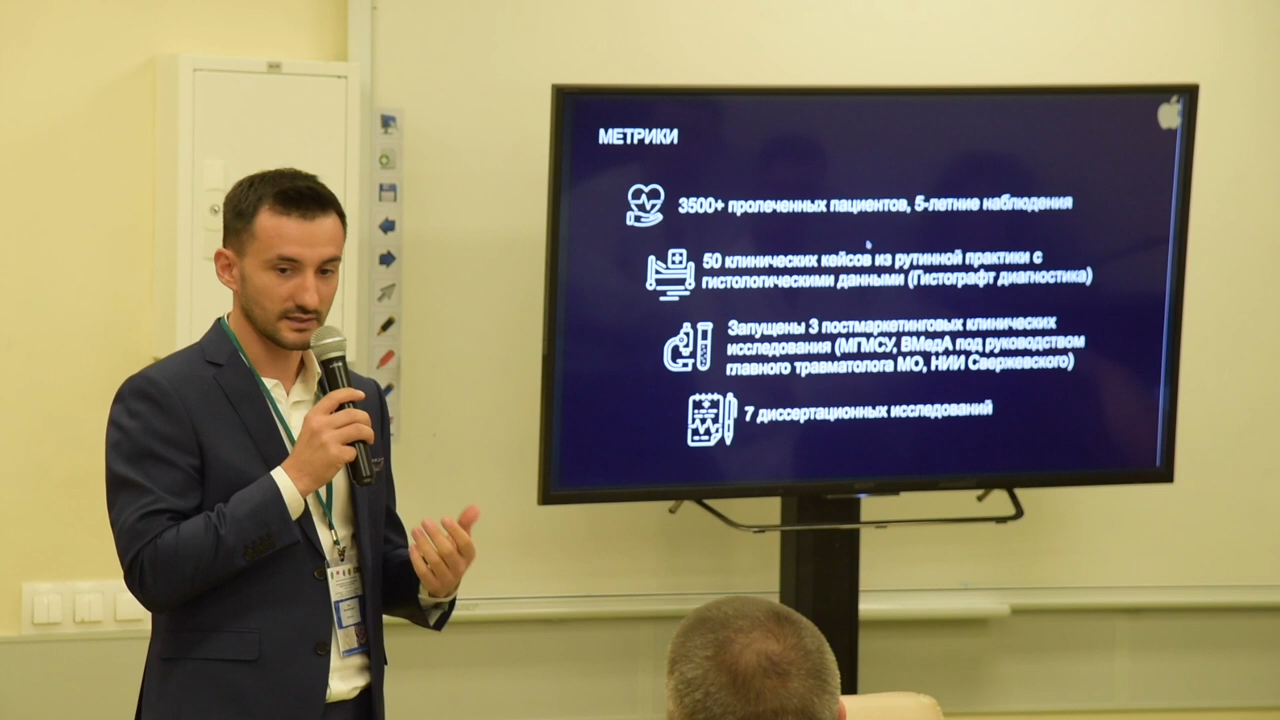 МЕТРИКИ
3500+ пролеченных пациентов, 5-летние наблюдения
50 клинических кейсов из рутинной практики с
гистологическими данными (Гистографт диагностика)
Запущены 3 постмаркетинговых клинических
исследования (МГМСУ, ВМедА под руководством
главного травматолога МО, НИИ Свержевского)
7 диссертационных исследований